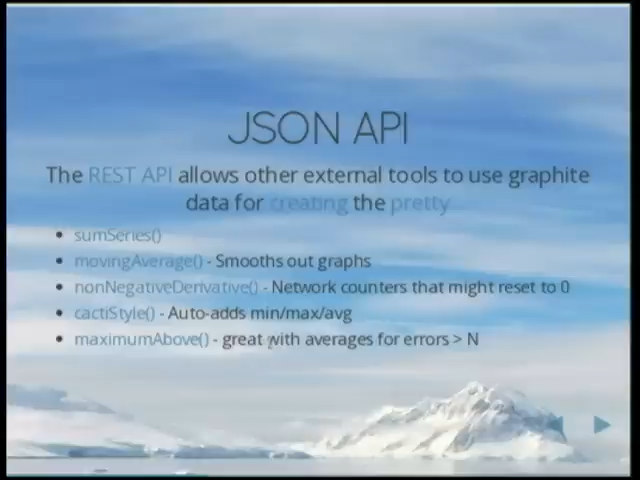 JSON API
The REST API allows other external tools to use graphite
data for creating the pretty
sumSeries()
movingAverage() - Smooths out graphs
nonNegativeDerivative() - Network counters that might reset to 0
cactiStyle() - Auto-adds min/max/avg
maximumAbove() - great with averages for errors > N